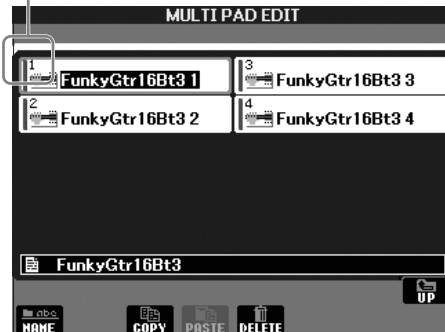 MULTI PAD EDIT
1
FunkyGtr16Bt3 1
3
FunkyGtr16Bt3 3
2
FunkyGtr16Bt3 2
4
FunkyGtr16Bt3 4
FunkyGtr16Bt3
UP
abc
NAME
COPY
PASTE
DELETE